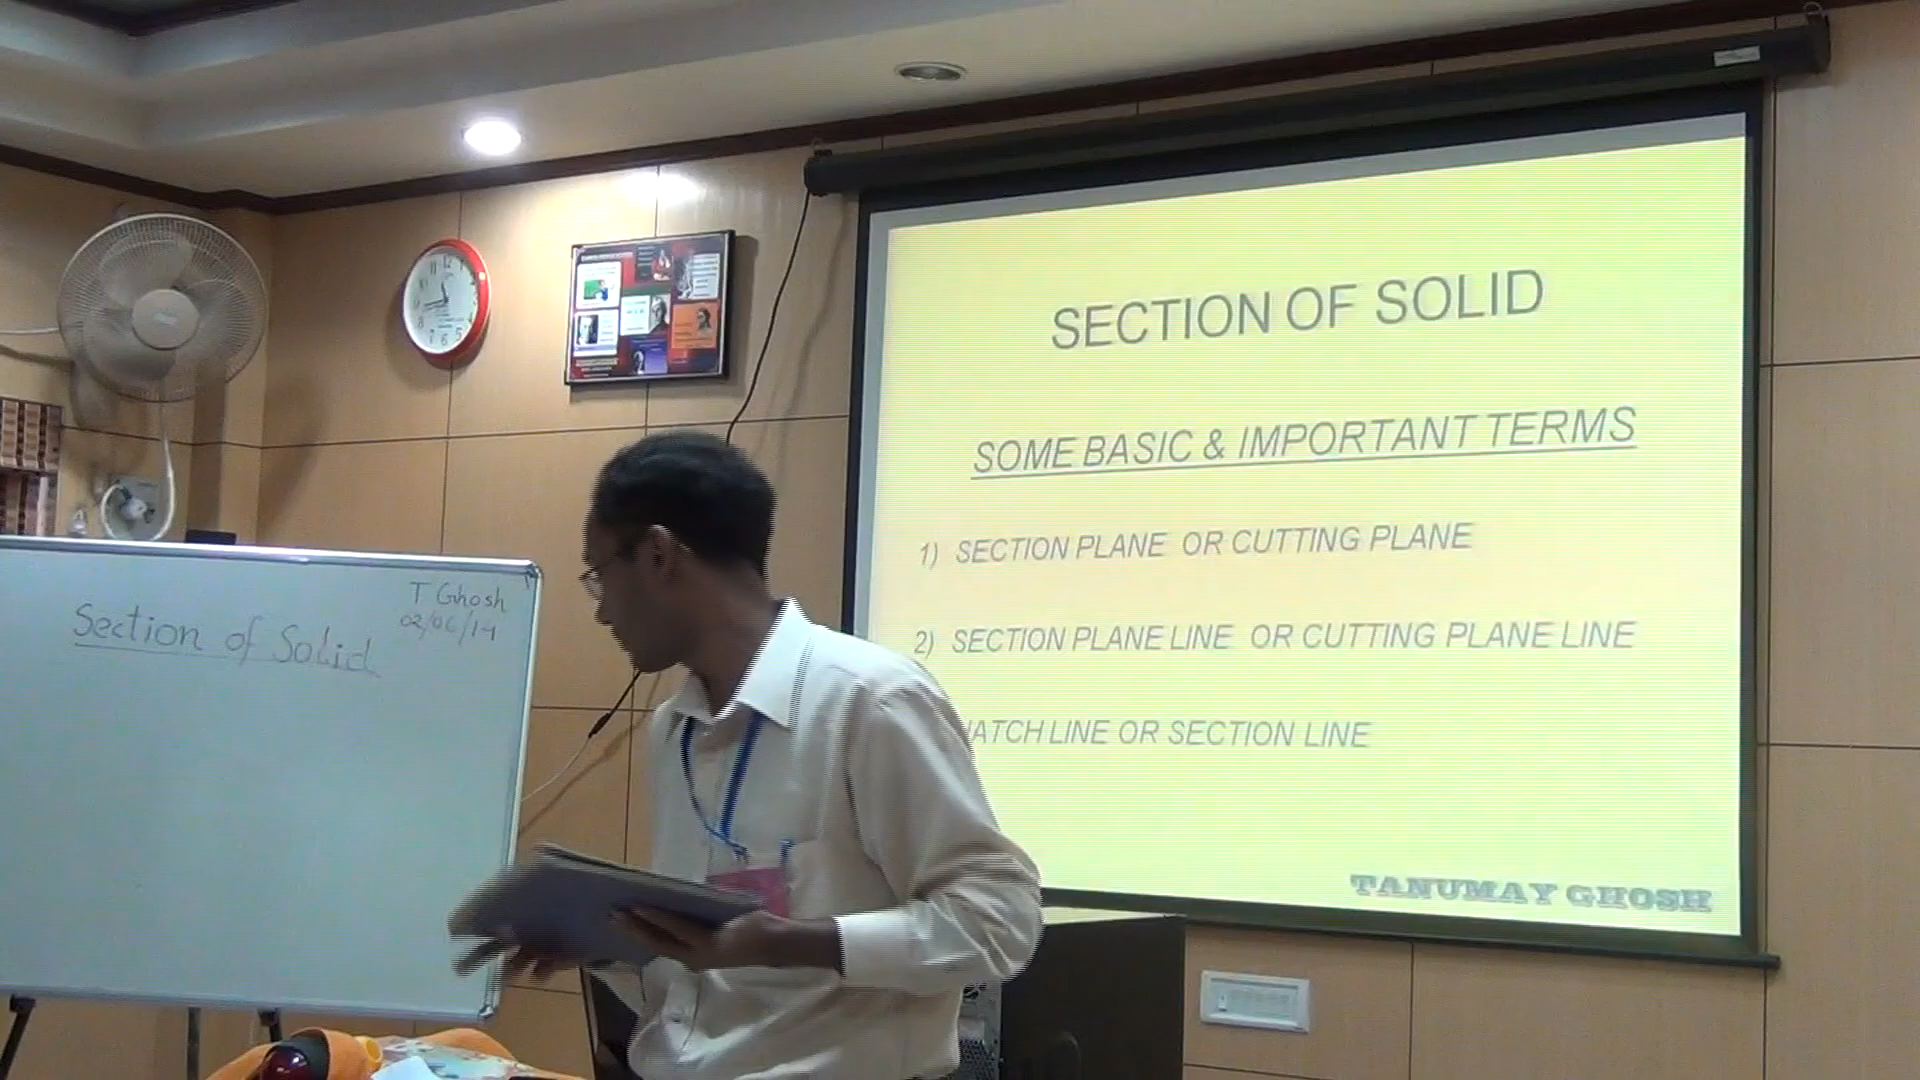 SECTION OF SOLID
SOME BASIC & IMPORTANT TERMS
1) SECTION PLANE OR CUTTING PLANE
2) SECTION PLANE LINE OR CUTTING PLANE LINE
HATCH LINE OR SECTION LINE
TANUMAY GHOSH
T Ghosh
02/06/14
Section of Solid